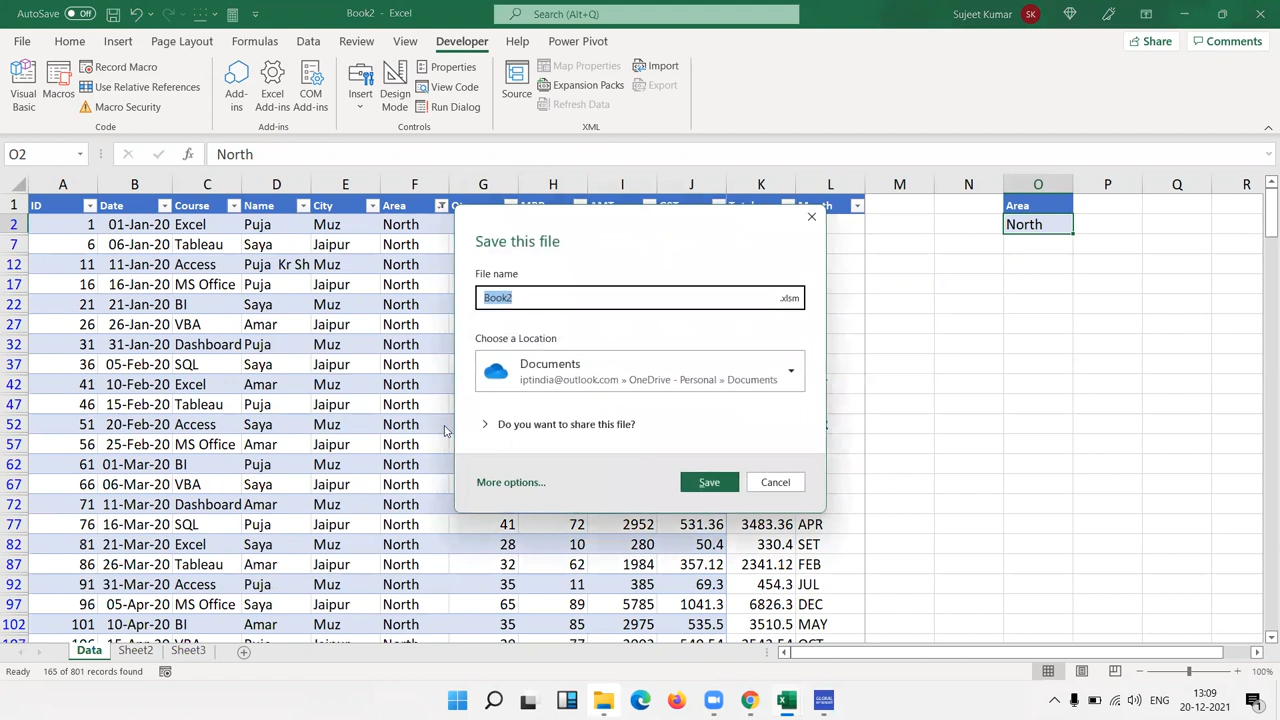 AutoSave Off Book2 - Excel Search (Alt+Q) Sujeet Kumar SK
File Home Insert Page Layout Formulas Data Review View Developer Help Power Pivot Share Comments
Visual Basic
Macros
Record Macro
Use Relative References
Macro Security
Code
Add-ins
Excel Add-ins
COM Add-ins
Add-ins
Insert
Design Mode
Properties
View Code
Run Dialog
Controls
Source
Map Properties
Expansion Packs
Refresh Data
Import
Export
XML
O2 fx North
A B C D E F G H I J K L M N O P Q R
1 ID Date Course Name City Area Month Area
2 1 01-Jan-20 Excel Puja Muz North North
7 6 06-Jan-20 Tableau Saya Jaipur North
12 11 11-Jan-20 Access Puja Kr Sh Muz North
17 16 16-Jan-20 MS Office Puja Jaipur North
22 21 21-Jan-20 BI Saya Muz North
27 26 26-Jan-20 VBA Amar Jaipur North
32 31 31-Jan-20 Dashboard Puja Muz North
37 36 05-Feb-20 SQL Saya Jaipur North
42 41 10-Feb-20 Excel Amar Muz North
47 46 15-Feb-20 Tableau Puja Jaipur North
52 51 20-Feb-20 Access Saya Muz North
57 56 25-Feb-20 MS Office Amar Jaipur North
62 61 01-Mar-20 BI Puja Muz North
67 66 06-Mar-20 VBA Saya Jaipur North
72 71 11-Mar-20 Dashboard Amar Muz North
77 76 16-Mar-20 SQL Puja Jaipur North 41 72 2952 531.36 3483.36 APR
82 81 21-Mar-20 Excel Saya Muz North 28 10 280 50.4 330.4 SET
87 86 26-Mar-20 Tableau Amar Jaipur North 32 62 1984 357.12 2341.12 FEB
92 91 31-Mar-20 Access Puja Muz North 35 11 385 69.3 454.3 JUL
97 96 05-Apr-20 MS Office Saya Jaipur North 65 89 5785 1041.3 6826.3 DEC
102 101 10-Apr-20 BI Amar Muz North 35 85 2975 535.5 3510.5 MAY
Save this file
File name
Book2 .xlsm
Choose a Location
Documents
iptindia@outlook.com » OneDrive - Personal » Documents
Do you want to share this file?
More options... Save Cancel
Data Sheet2 Sheet3
Ready 165 of 801 records found 100%
ENG 13:09
20-12-2021